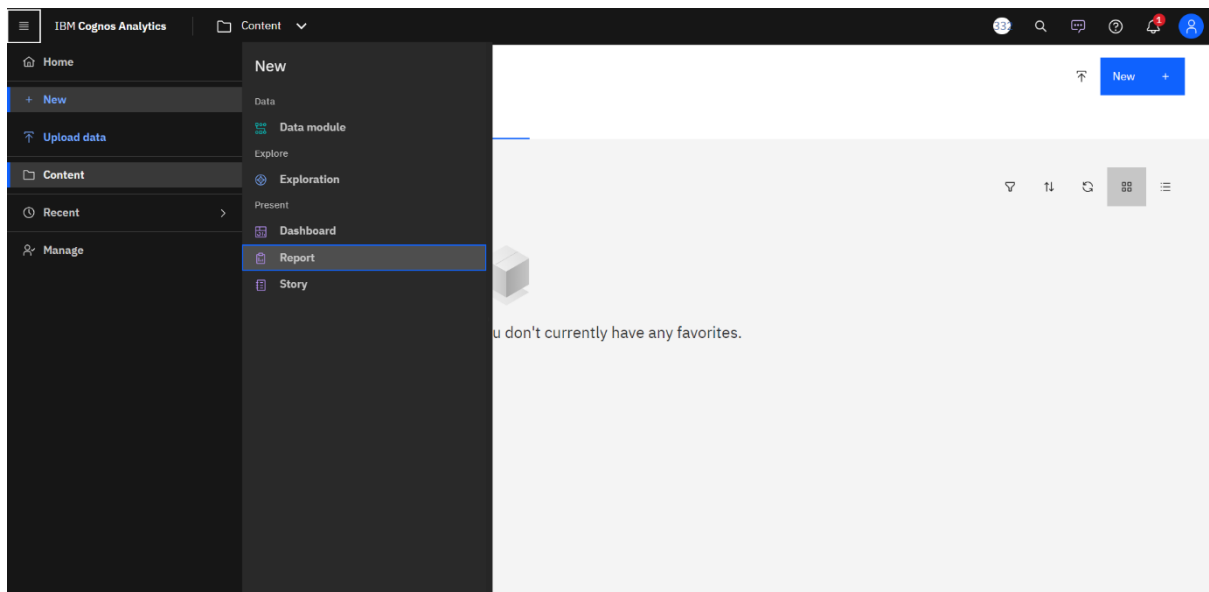 IBM Cognos Analytics
Content
1
Home
New
Upload data
Content
Recent
Manage
New
Data
Data module
Explore
Exploration
Present
Dashboard
Report
Story
New +
u don't currently have any favorites.